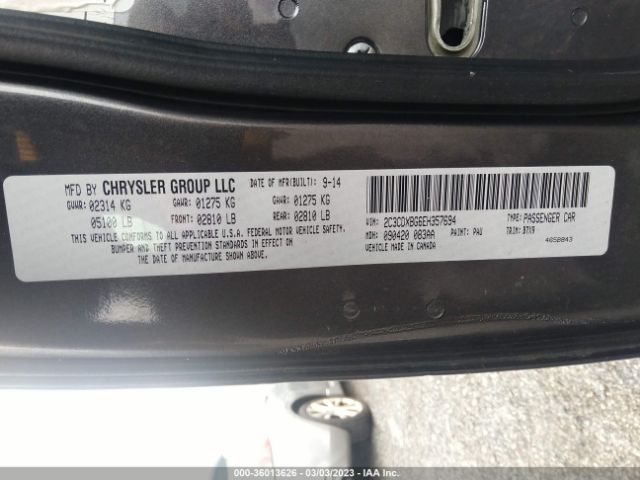 MFD BY CHRYSLER GROUP LLC DATE OF MFR(BUILT): 9-14
GVWR: 02314 KG GAWR: 01275 KG GAWR: 01275 KG
05100 LB FRONT: 02810 LB REAR: 02810 LB
THIS VEHICLE CONFORMS TO ALL APPLICABLE U.S.A. FEDERAL MOTOR VEHICLE SAFETY,
BUMPER AND THEFT PREVENTION STANDARDS IN EFFECT ON
THE DATE OF MANUFACTURE SHOWN ABOVE.
VIN: 2C3CDXBG6EH357694 TYPE: PASSENGER CAR
MDH: 090420 083AA PAINT: PAU TRIM: BTX9
VEHICLE MADE IN CANADA 4658843
000-36013626 - 03/03/2023 - IAA Inc.